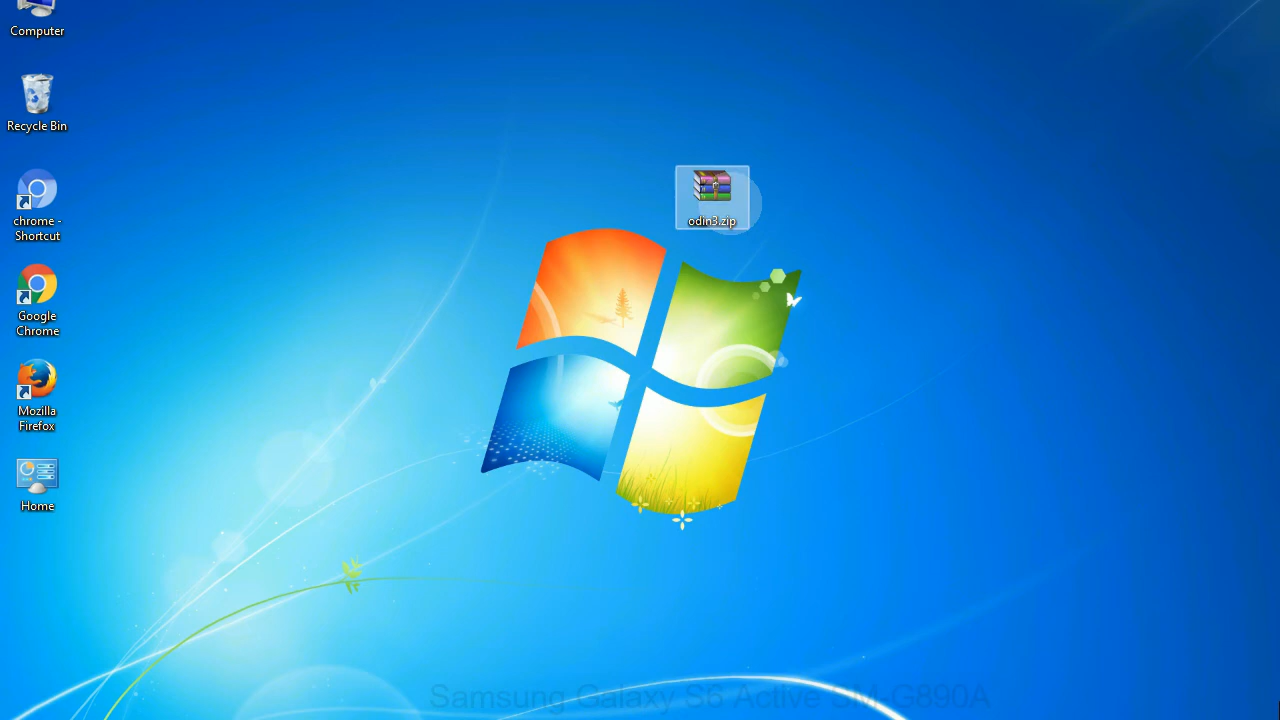 Computer
Recycle Bin
chrome -
Shortcut
Google
Chrome
Mozilla
Firefox
Home
odin3.zip
Samsung Galaxy S6 Active SM-G890A